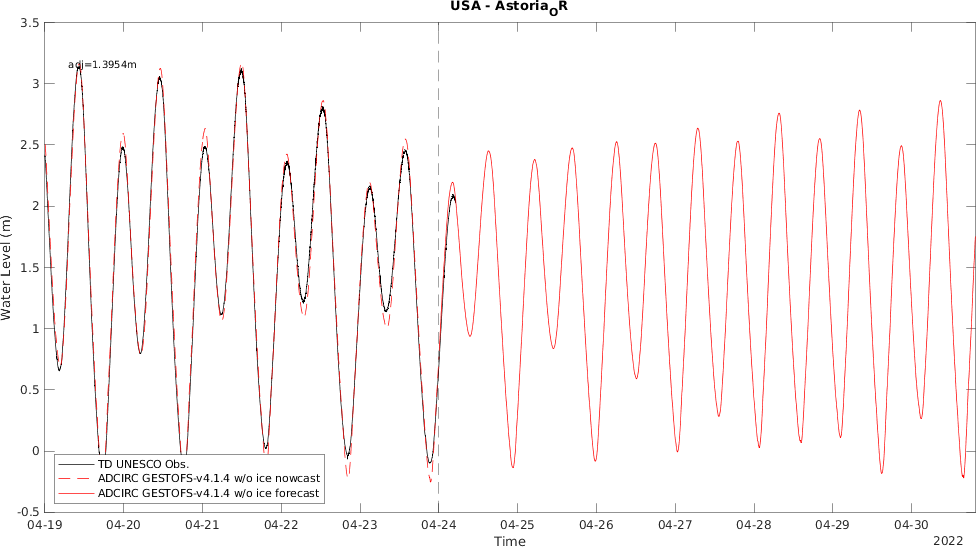 USA - Astoria_OR
3.5
adj=1.3954m
3
2.5
2
1.5
1
0.5
0
-0.5
Water Level (m)
TD UNESCO Obs.
ADCIRC GESTOFS-v4.1.4 w/o ice nowcast
ADCIRC GESTOFS-v4.1.4 w/o ice forecast
04-19 04-20 04-21 04-22 04-23 04-24 04-25 04-26 04-27 04-28 04-29 04-30
Time
2022